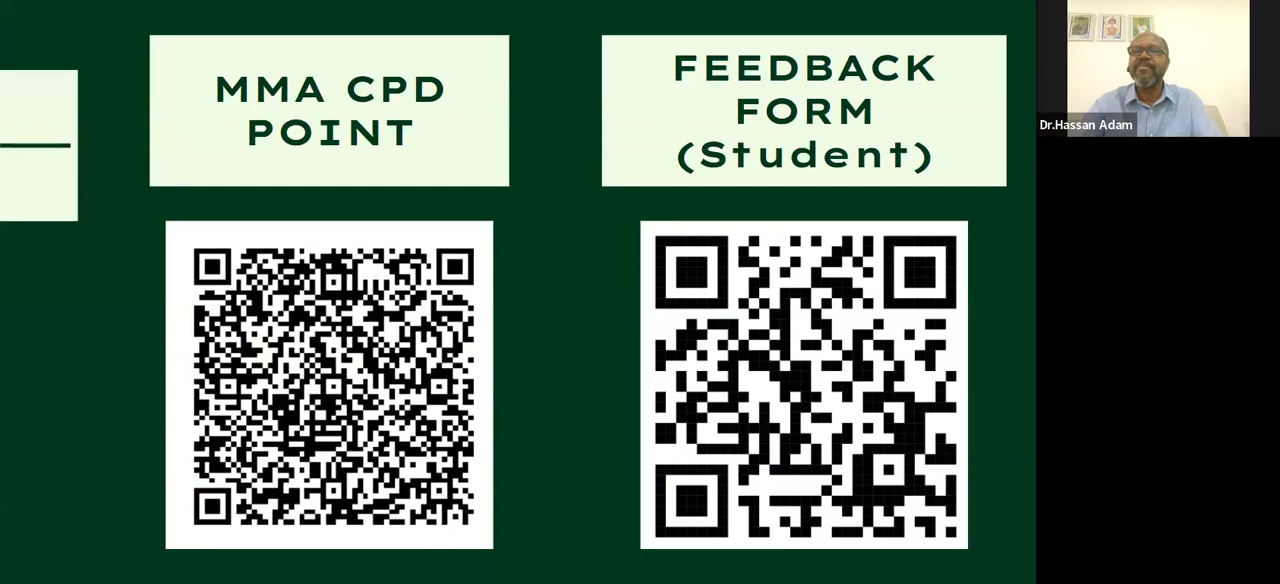 MMA CPD
POINT
FEEDBACK
FORM
(Student)
Dr.Hassan Adam